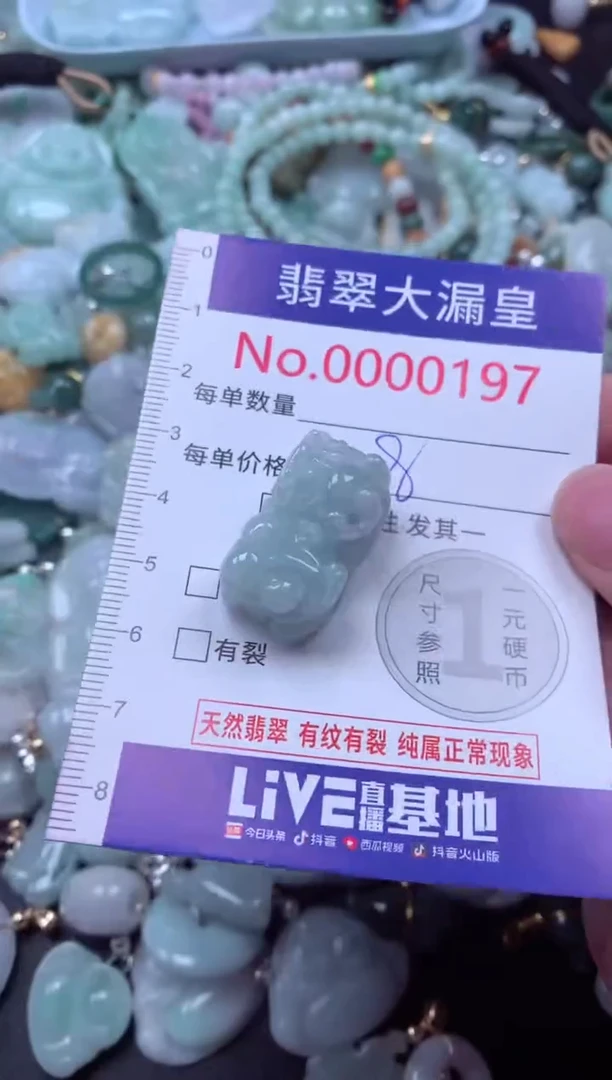 0
翡翠大漏皇
1
No.0000197
2
每单数量
3
每单价格 8
4
发其一
5
尺寸参照
1
一元硬币
6
有裂
7
天然翡翠 有纹有裂 纯属正常现象
8
LiVE直播基地
今日头条 抖音 西瓜视频 抖音火山版